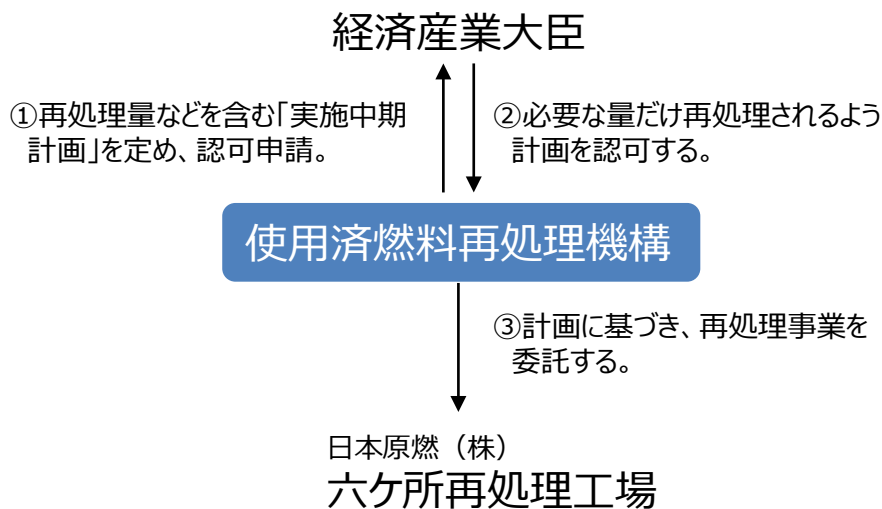 経済産業大臣
①再処理量などを含む「実施中期
計画」を定め、認可申請。
②必要な量だけ再処理されるよう
計画を認可する。
使用済燃料再処理機構
③計画に基づき、再処理事業を
委託する。
日本原燃（株）
六ケ所再処理工場